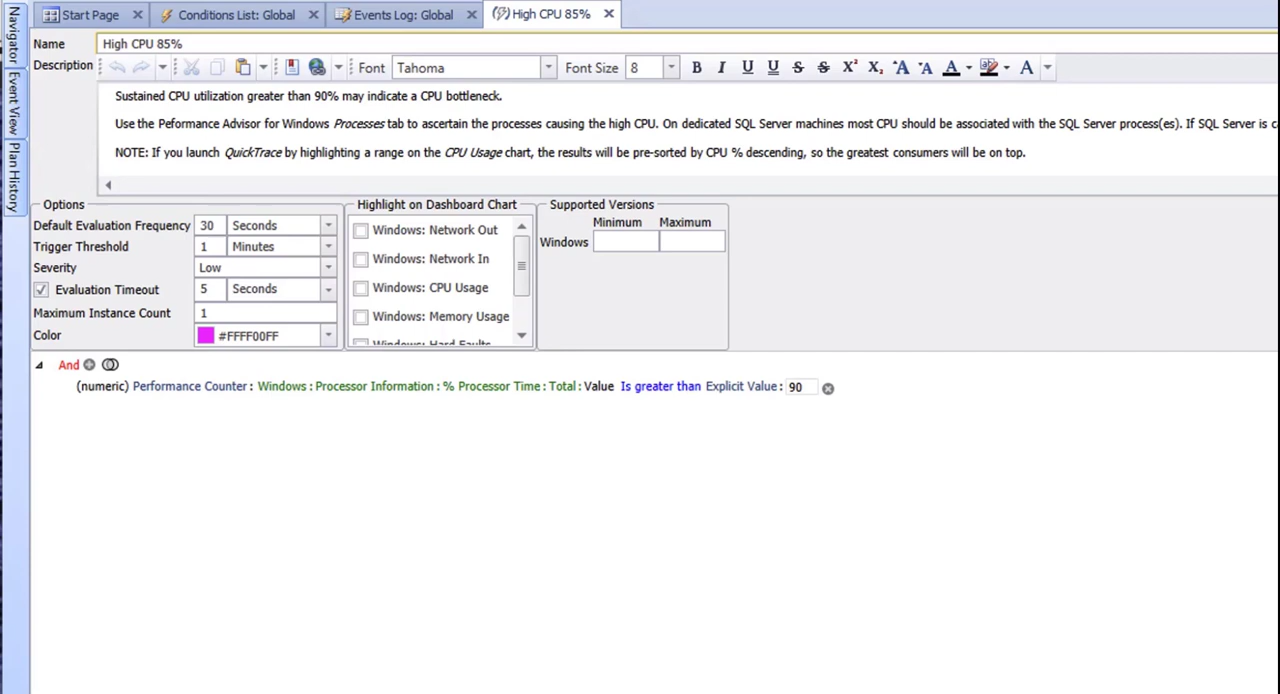 Start Page
Conditions List: Global
Events Log: Global
High CPU 85%
Navigator
Event View
Plan History
Name
High CPU 85%
Description
Font
Tahoma
Font Size
8
B I U U S S X² X₂ A A A A
Sustained CPU utilization greater than 90% may indicate a CPU bottleneck.
Use the Peformance Advisor for Windows Processes tab to ascertain the processes causing the high CPU. On dedicated SQL Server machines most CPU should be associated with the SQL Server process(es). If SQL Server is
NOTE: If you launch QuickTrace by highlighting a range on the CPU Usage chart, the results will be pre-sorted by CPU % descending, so the greatest consumers will be on top.
Options
Default Evaluation Frequency 30 Seconds
Trigger Threshold 1 Minutes
Severity Low
Evaluation Timeout 5 Seconds
Maximum Instance Count 1
Color #FFFF00FF
Highlight on Dashboard Chart
Windows: Network Out
Windows: Network In
Windows: CPU Usage
Windows: Memory Usage
Windows: Hard Faults
Supported Versions
Minimum Maximum
Windows
And
(numeric) Performance Counter: Windows: Processor Information: % Processor Time: Total: Value Is greater than Explicit Value: 90